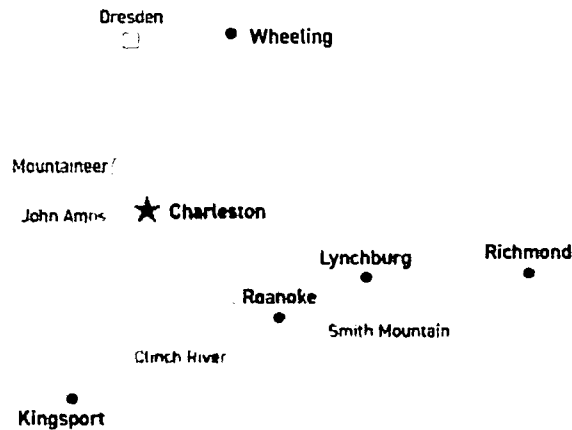 Dresden
Wheeling
Mountaineer
John Amos
Charleston
Lynchburg
Richmond
Roanoke
Smith Mountain
Clinch River
Kingsport